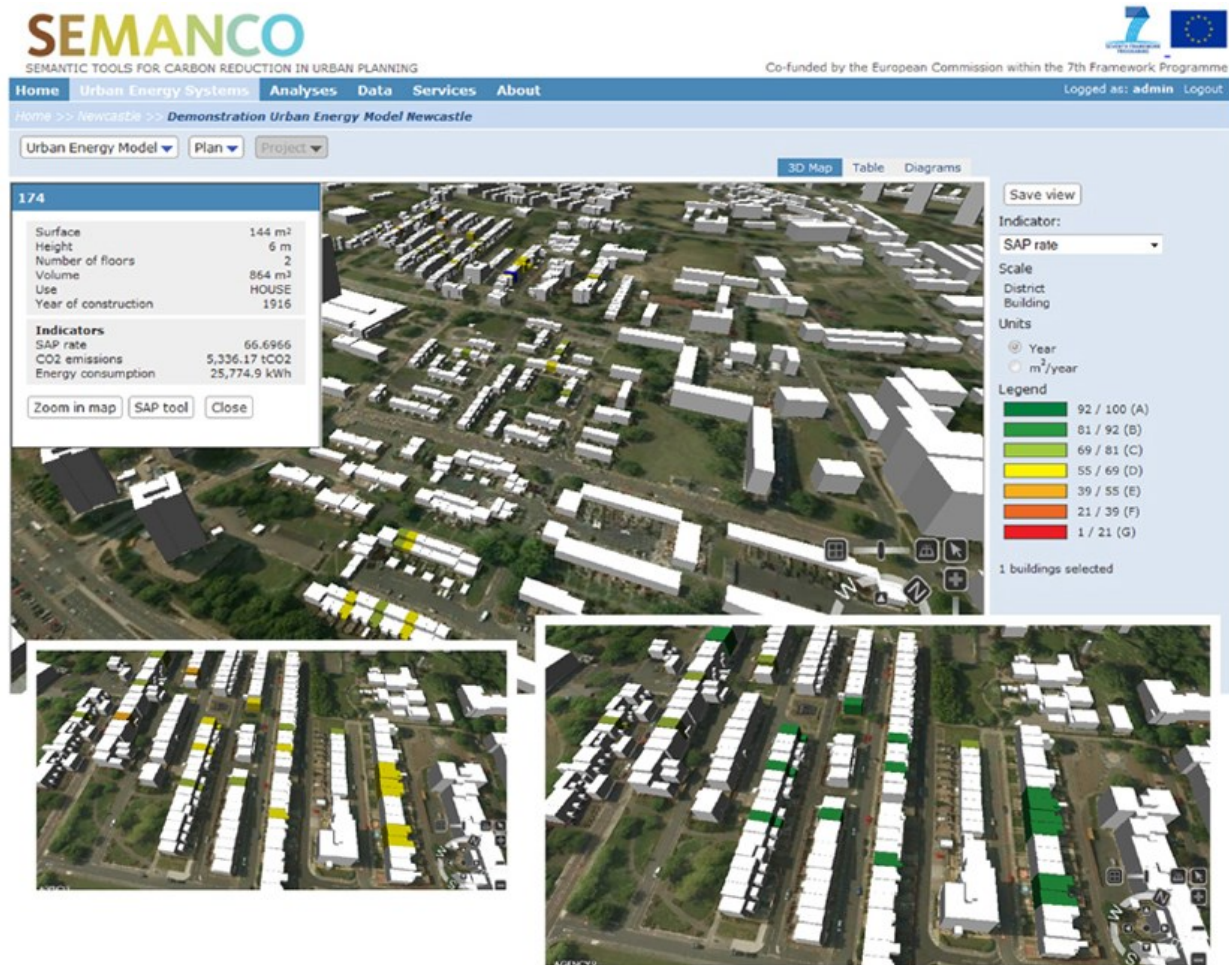 SEMANCO
SEMANTIC TOOLS FOR CARBON REDUCTION IN URBAN PLANNING
7
SEVENTH FRAMEWORK
PROGRAMME
Co-funded by the European Commission within the 7th Framework Programme
Home Urban Energy Systems Analyses Data Services About
Logged as: admin Logout
Home >> Newcastle >> Demonstration Urban Energy Model Newcastle
Urban Energy Model Plan Project
3D Map Table Diagrams
174
Surface 144 m²
Height 6 m
Number of floors 2
Volume 864 m³
Use HOUSE
Year of construction 1916
Indicators
SAP rate 66.6966
CO2 emissions 5,336.17 tCO2
Energy consumption 25,774.9 kWh
Zoom in map SAP tool Close
Save view
Indicator:
SAP rate
Scale
District
Building
Units
Year
m²/year
Legend
92 / 100 (A)
81 / 92 (B)
69 / 81 (C)
55 / 69 (D)
39 / 55 (E)
21 / 39 (F)
1 / 21 (G)
1 buildings selected
W N
W N S
W N S